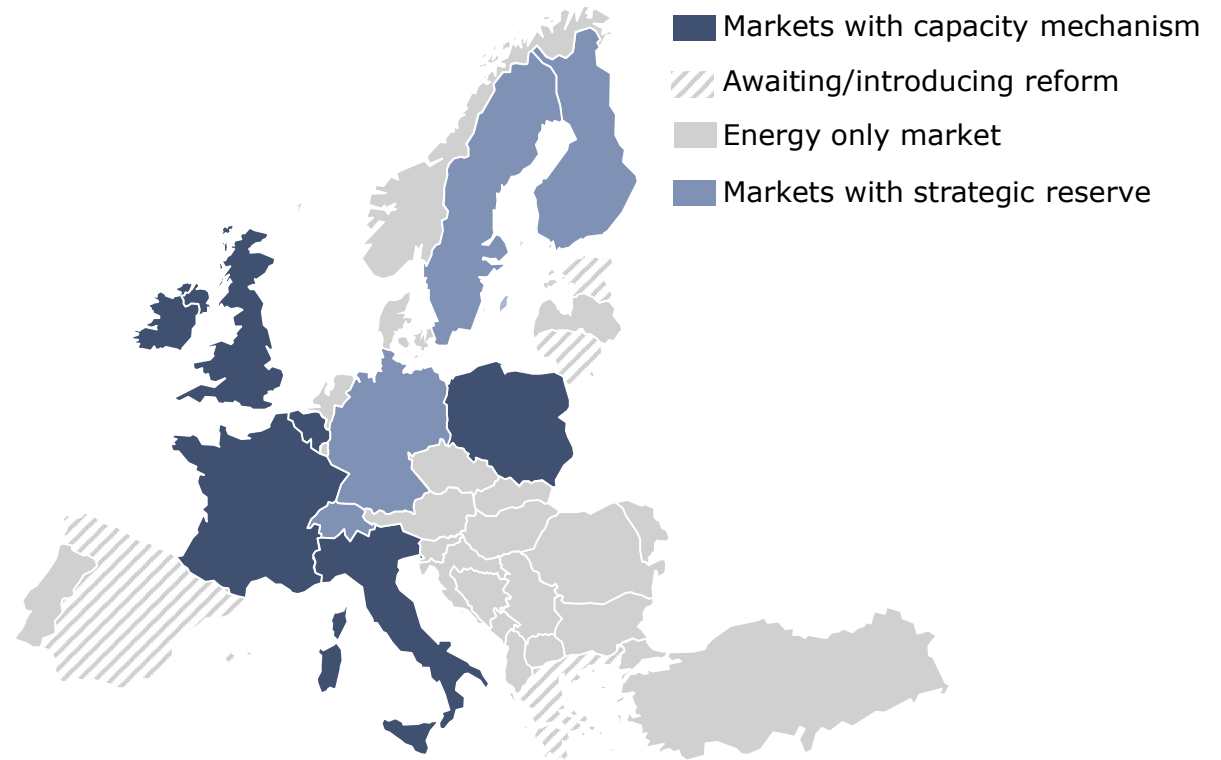 Markets with capacity mechanism
Awaiting/introducing reform
Energy only market
Markets with strategic reserve